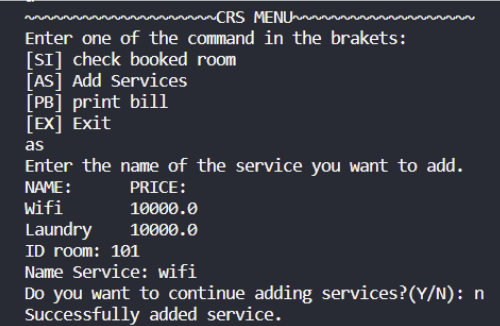 ~~~~~~~~~~~~~~~~~~~~~CRS MENU~~~~~~~~~~~~~~~~~~~~
Enter one of the command in the brakets:
[SI] check booked room
[AS] Add Services
[PB] print bill
[EX] Exit
as
Enter the name of the service you want to add.
NAME: PRICE:
Wifi 10000.0
Laundry 10000.0
ID room: 101
Name Service: wifi
Do you want to continue adding services?(Y/N): n
Successfully added service.